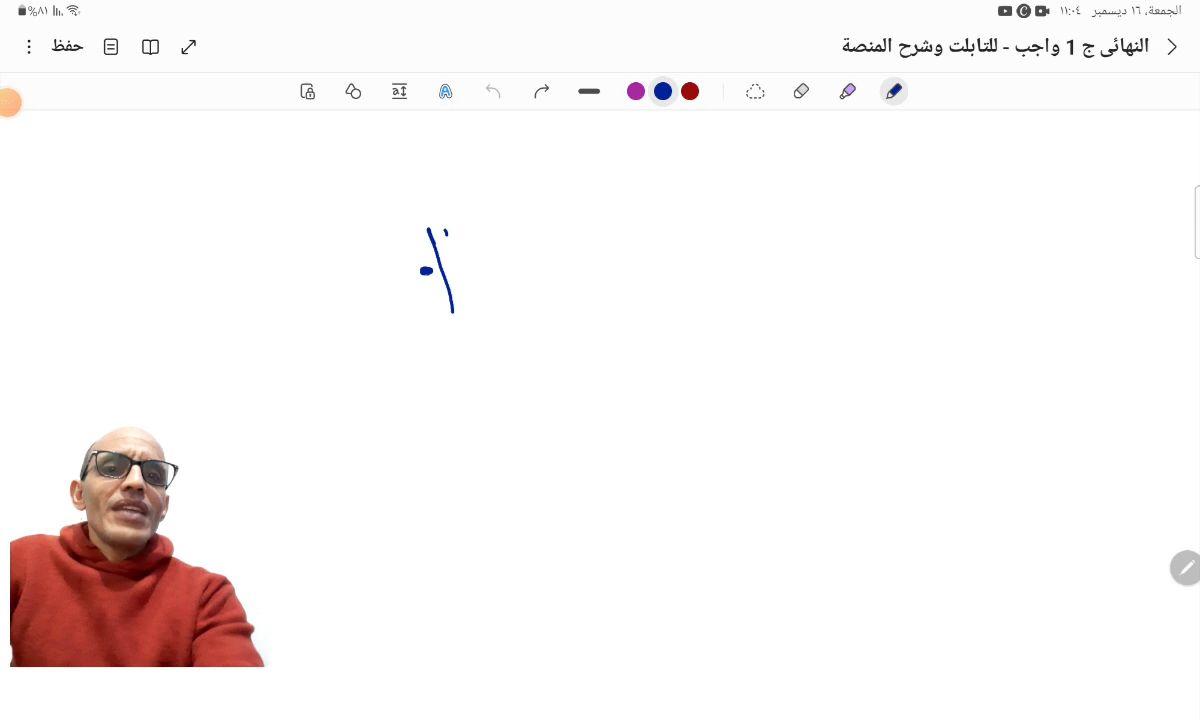 الجمعة، ١٦ ديسمبر ١١:٠٤
%٨١
النهائى ج 1 واجب - للتابلت وشرح المنصة
حفظ